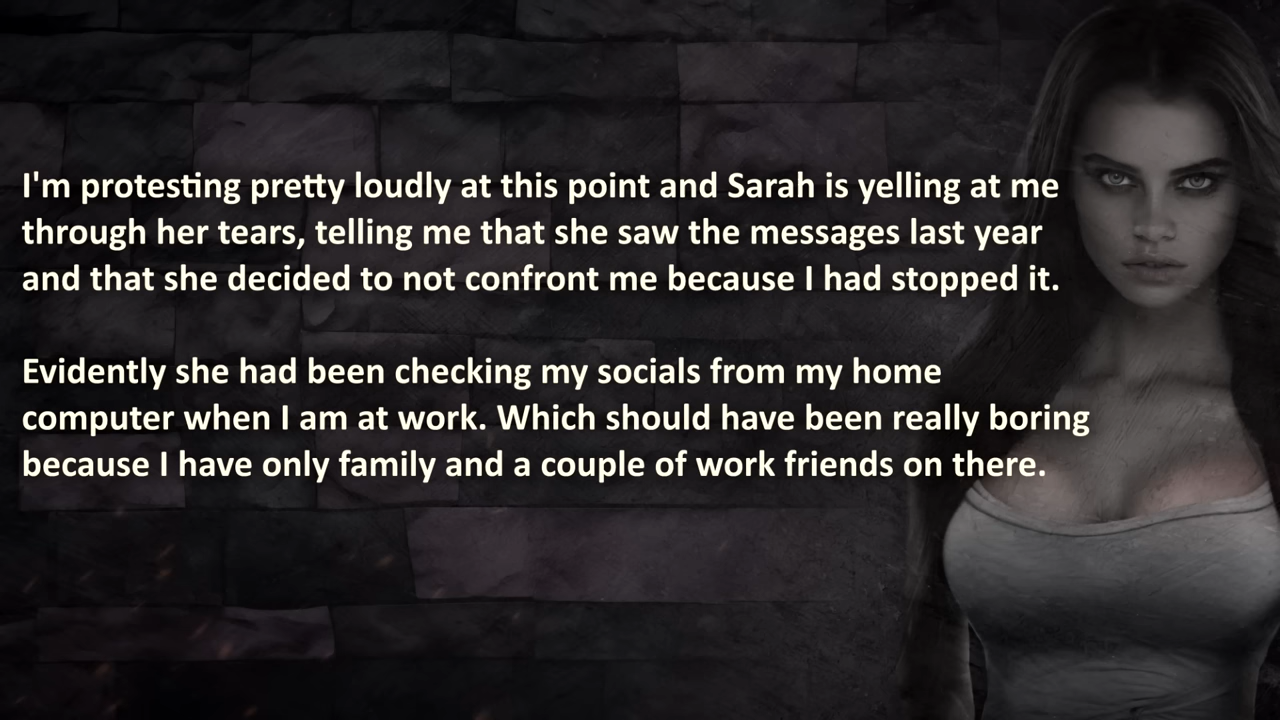 I'm protesting pretty loudly at this point and Sarah is yelling at me
through her tears, telling me that she saw the messages last year
and that she decided to not confront me because I had stopped it.
Evidently she had been checking my socials from my home
computer when I am at work. Which should have been really boring
because I have only family and a couple of work friends on there.